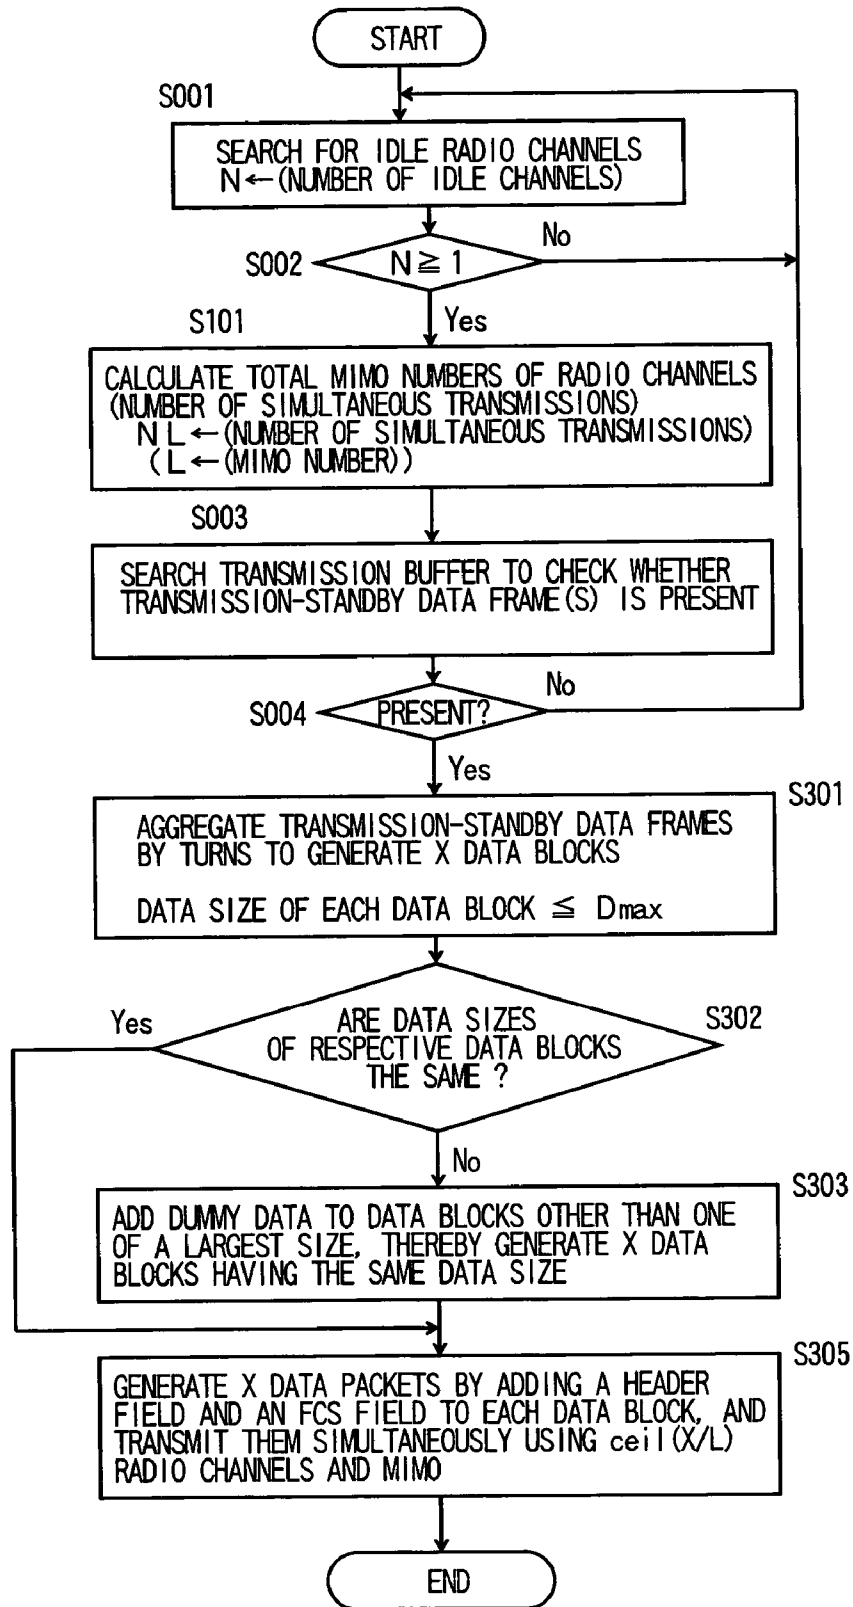 START
S001
SEARCH FOR IDLE RADIO CHANNELS
N←(NUMBER OF IDLE CHANNELS)
No
S002
N≧1
Yes
S101
CALCULATE TOTAL MIMO NUMBERS OF RADIO CHANNELS
(NUMBER OF SIMULTANEOUS TRANSMISSIONS)
NL←(NUMBER OF SIMULTANEOUS TRANSMISSIONS)
(L←(MIMO NUMBER))
S003
SEARCH TRANSMISSION BUFFER TO CHECK WHETHER
TRANSMISSION-STANDBY DATA FRAME(S) IS PRESENT
No
S004
PRESENT?
Yes
S301
AGGREGATE TRANSMISSION-STANDBY DATA FRAMES
BY TURNS TO GENERATE X DATA BLOCKS
DATA SIZE OF EACH DATA BLOCK ≦ Dmax
Yes
S302
ARE DATA SIZES
OF RESPECTIVE DATA BLOCKS
THE SAME ?
No
S303
ADD DUMMY DATA TO DATA BLOCKS OTHER THAN ONE
OF A LARGEST SIZE, THEREBY GENERATE X DATA
BLOCKS HAVING THE SAME DATA SIZE
S305
GENERATE X DATA PACKETS BY ADDING A HEADER
FIELD AND AN FCS FIELD TO EACH DATA BLOCK, AND
TRANSMIT THEM SIMULTANEOUSLY USING ceil(X/L)
RADIO CHANNELS AND MIMO
END